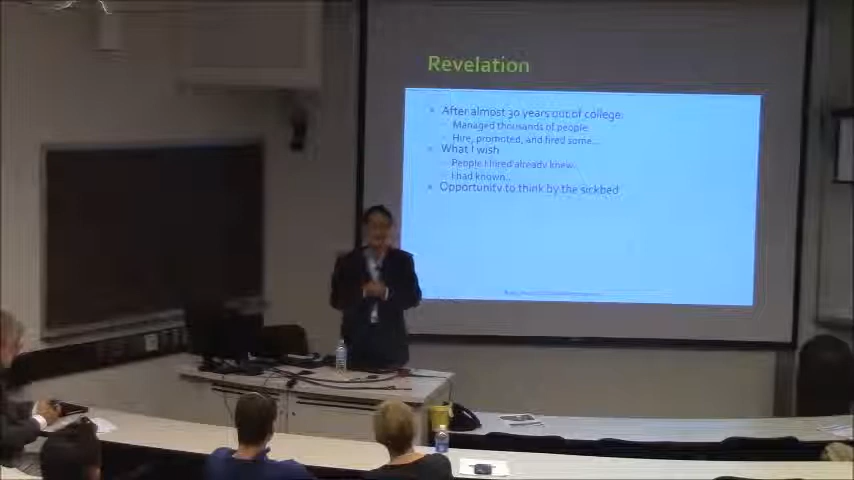 Revelation
After almost 30 years out of college:
Managed thousands of people
Hire, promoted, and fired some...
What I wish
People I hired already knew...
I had known...
Opportunity to think by the sickbed